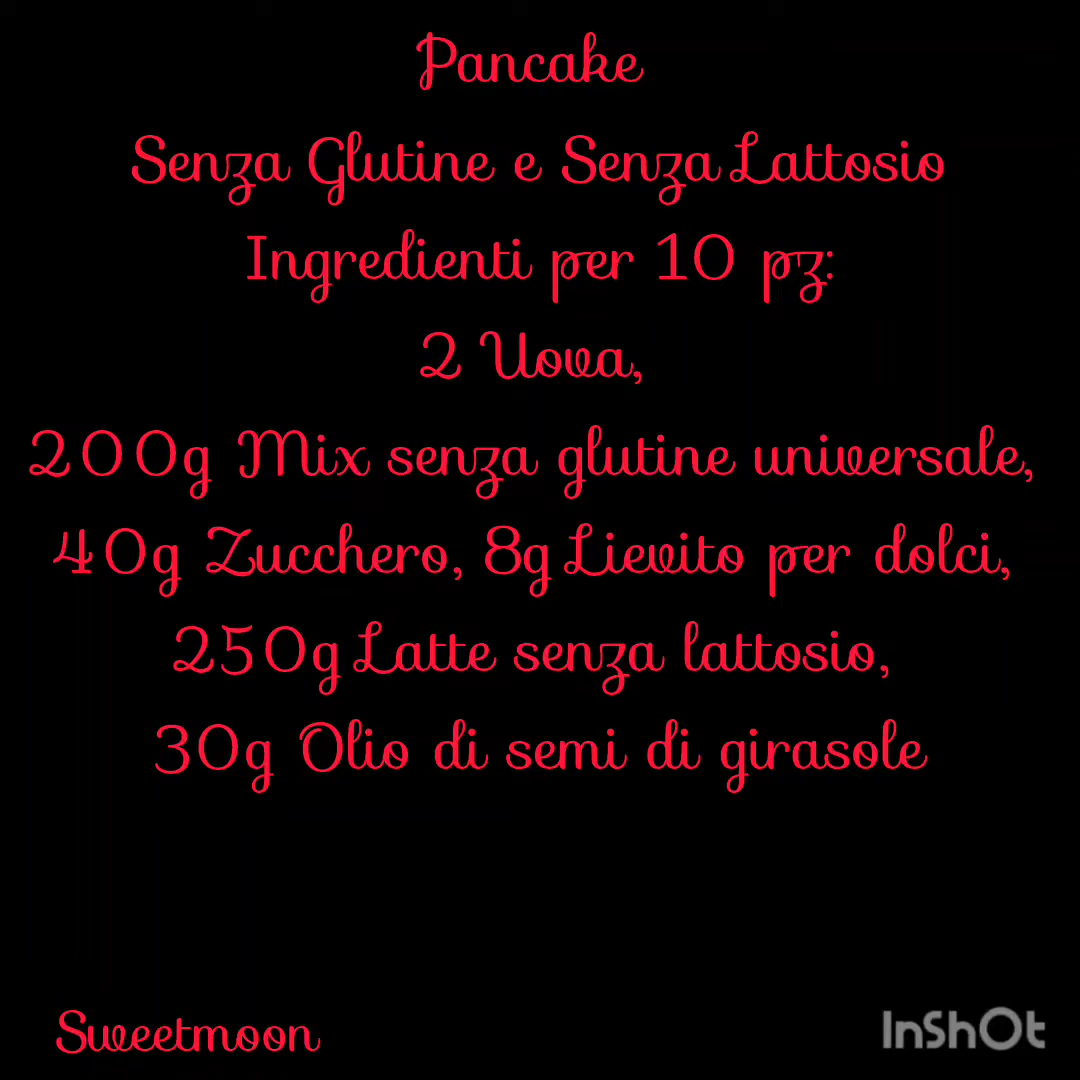 Pancake
Senza Glutine e Senza Lattosio
Ingredienti per 10 pz:
2 Uova,
200g Mix senza glutine universale,
40g Zucchero, 8g Lievito per dolci,
250g Latte senza lattosio,
30g Olio di semi di girasole
Sweetmoon
InShOt